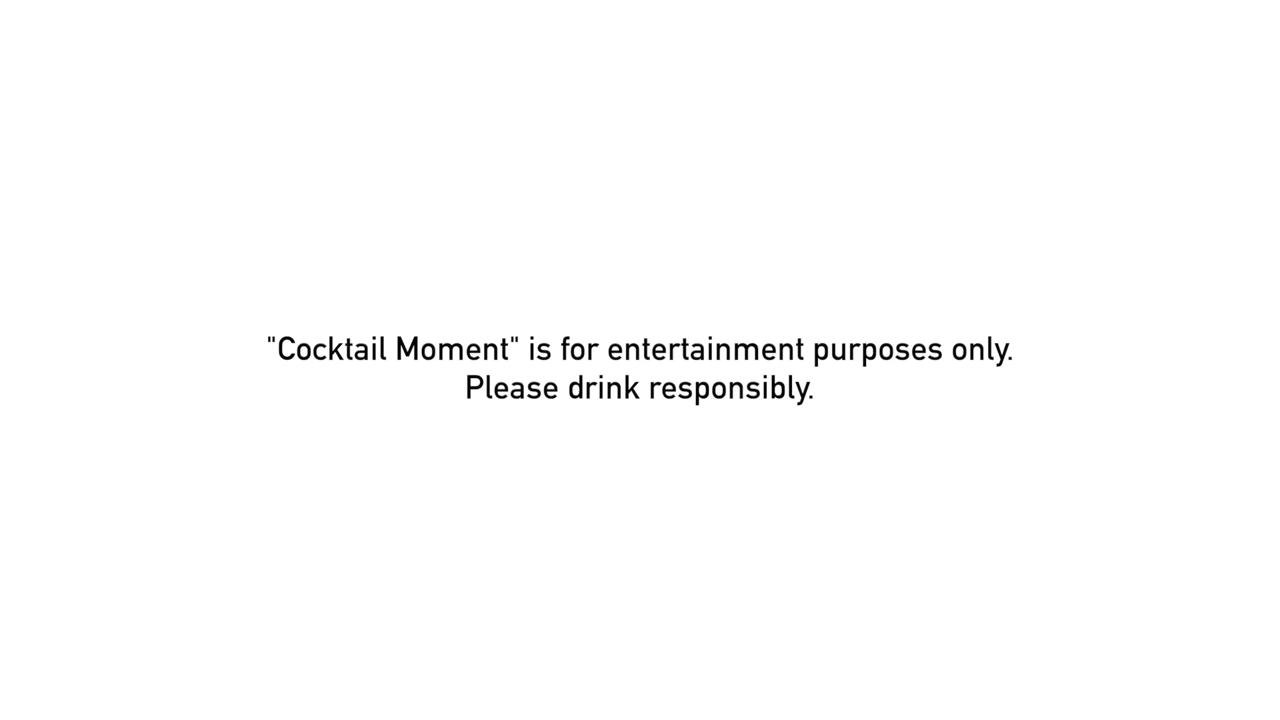 "Cocktail Moment" is for entertainment purposes only.
Please drink responsibly.